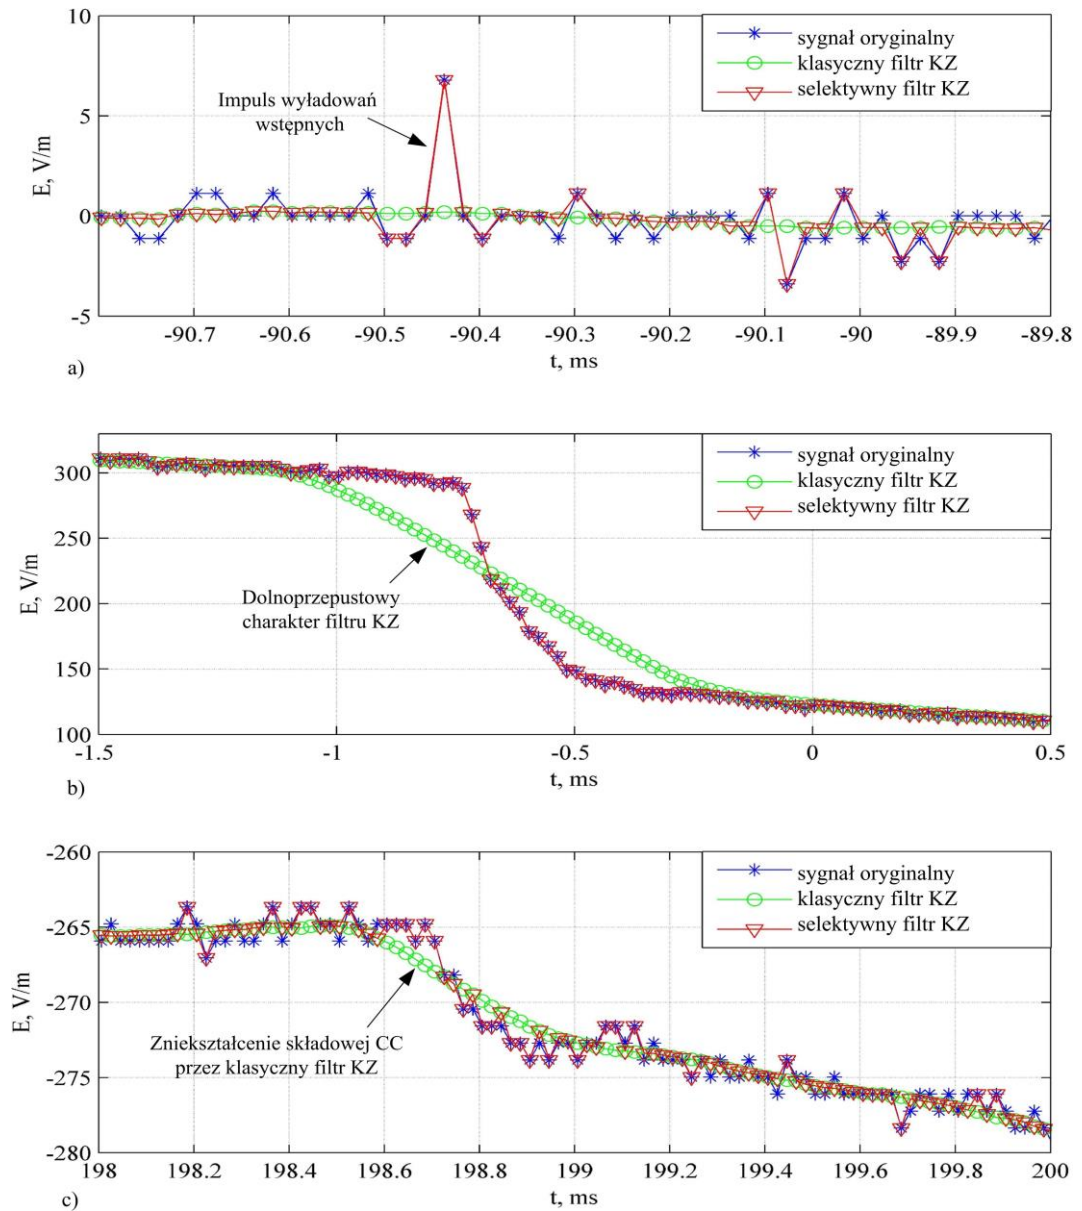 10
5
0
-5
E, V/m
sygnał oryginalny
klasyczny filtr KZ
selektywny filtr KZ
Impuls wyładowań
wstępnych
-90.7 -90.6 -90.5 -90.4 -90.3 -90.2 -90.1 -90 -89.9 -89.8
t, ms
a)
300
250
200
150
100
E, V/m
sygnał oryginalny
klasyczny filtr KZ
selektywny filtr KZ
Dolnoprzepustowy
charakter filtru KZ
-1.5 -1 -0.5 0 0.5
t, ms
b)
-260
-265
-270
-275
-280
E, V/m
sygnał oryginalny
klasyczny filtr KZ
selektywny filtr KZ
Zniekształcenie składowej CC
przez klasyczny filtr KZ
198 198.2 198.4 198.6 198.8 199 199.2 199.4 199.6 199.8 200
t, ms
c)